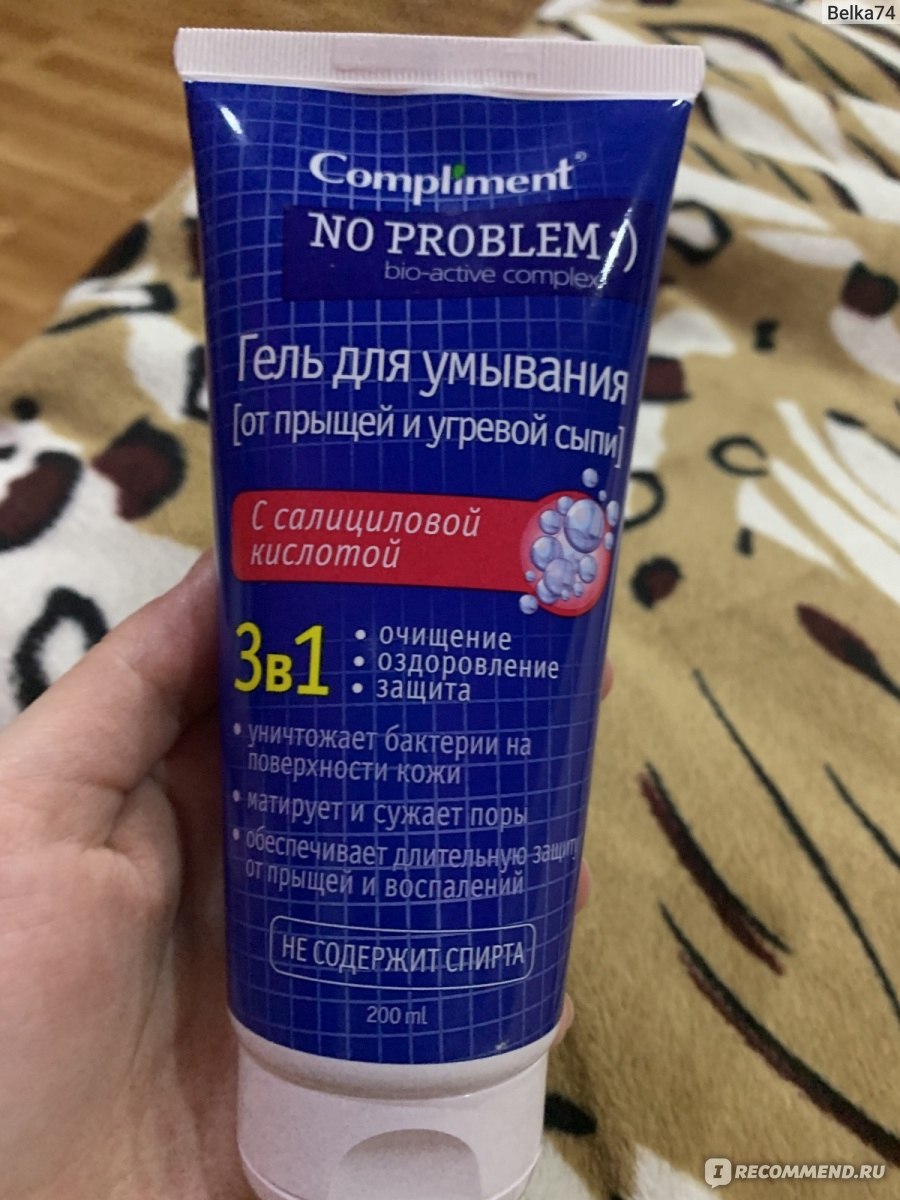 Belka74
Compliment®
NO PROBLEM :)
bio-active complex
Гель для умывания
[от прыщей и угревой сыпи]
С салициловой
кислотой
3в1
• очищение
• оздоровление
• защита
• уничтожает бактерии на
поверхности кожи
• матирует и сужает поры
• обеспечивает длительную защиту
от прыщей и воспалений
НЕ СОДЕРЖИТ СПИРТА
200 ml
IRECOMMEND.RU